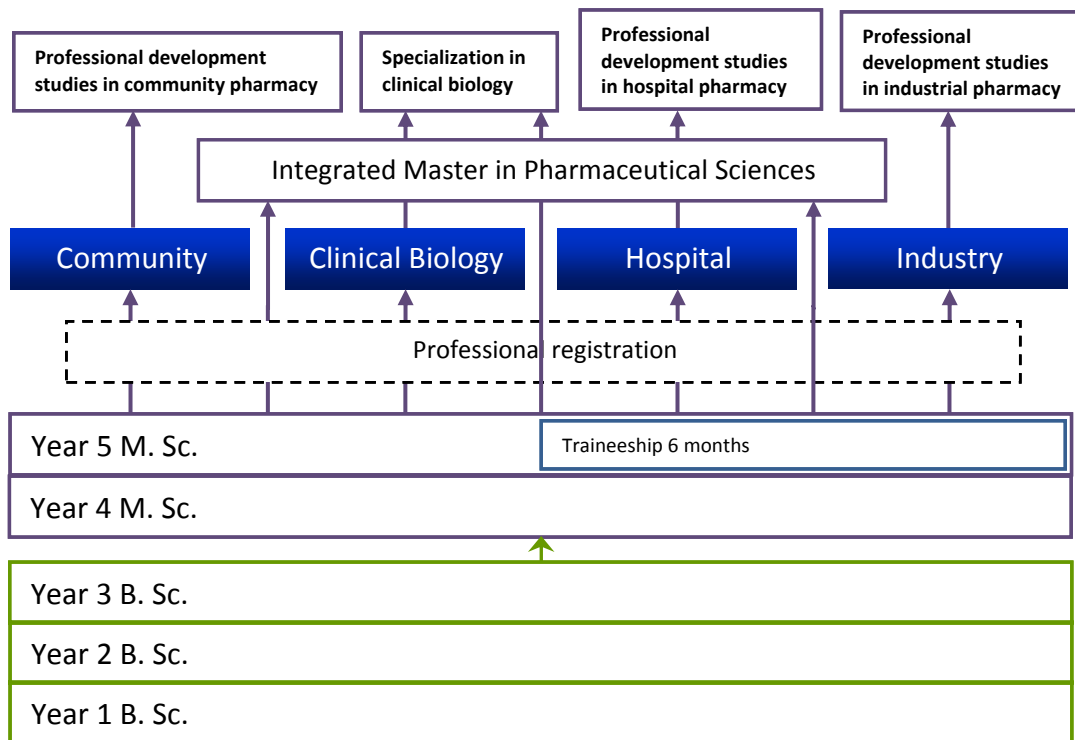 Professional development
studies in community pharmacy
Specialization in
clinical biology
Professional
development studies
in hospital pharmacy
Professional
development studies
in industrial pharmacy
Integrated Master in Pharmaceutical Sciences
Community
Clinical Biology
Hospital
Industry
Professional registration
Year 5 M. Sc.
Traineeship 6 months
Year 4 M. Sc.
Year 3 B. Sc.
Year 2 B. Sc.
Year 1 B. Sc.